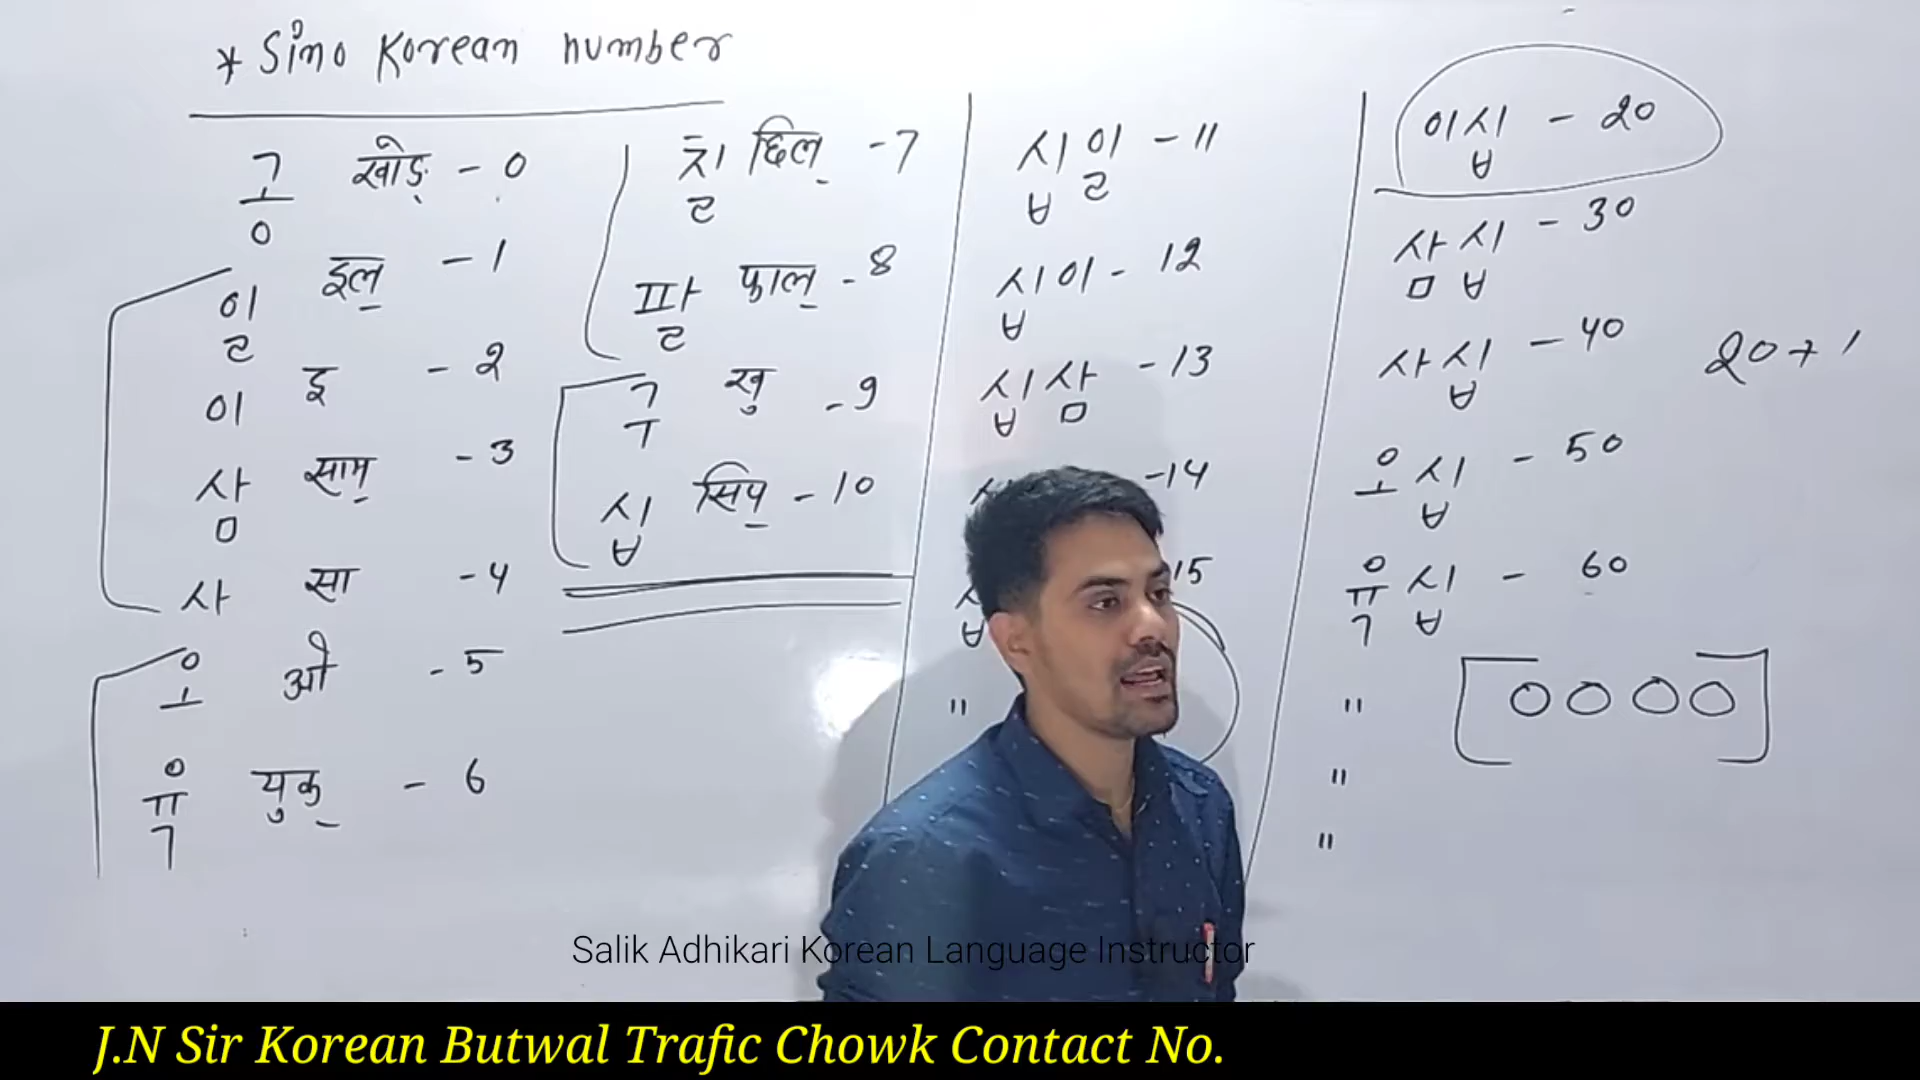 * Sino Korean number
공 खोङ् - 0
일 इल् - 1
이 इ - 2
삼 साम् - 3
사 सा - 4
오 ओ - 5
육 युक् - 6
칠 छिल् - 7
팔 फाल् - 8
구 खु - 9
십 सिप् - 10
십일 - 11
십이 - 12
십삼 - 13
-14
15
"
이십 - 20
삼십 - 30
사십 - 40
오십 - 50
육십 - 60
"
"
"
20+1
[0000]
Salik Adhikari Korean Language Instructor
J.N Sir Korean Butwal Trafic Chowk Contact No.